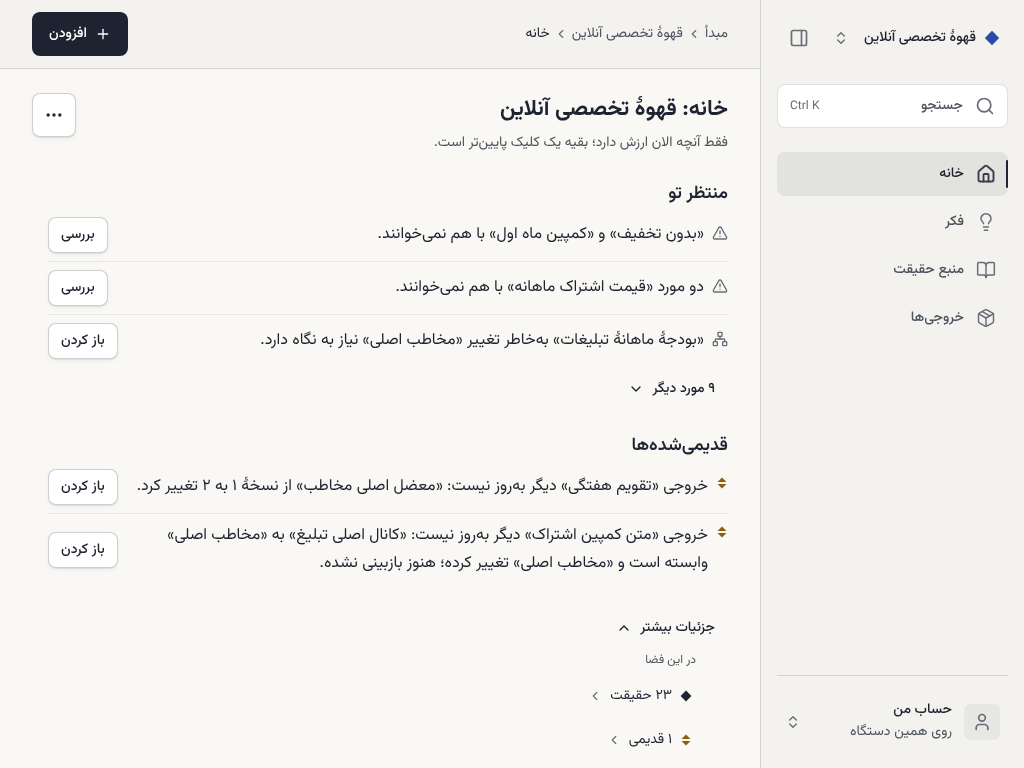 قهوهٔ تخصصی آنلاین
جستجو
Ctrl K
خانه
فکر
منبع حقیقت
خروجی‌ها
حساب من
روی همین دستگاه
مبدأ
قهوهٔ تخصصی آنلاین
خانه
افزودن
خانه: قهوهٔ تخصصی آنلاین
فقط آنچه الان ارزش دارد؛ بقیه یک کلیک پایین‌تر است.
منتظر تو
«بدون تخفیف» و «کمپین ماه اول» با هم نمی‌خوانند.
بررسی
دو مورد «قیمت اشتراک ماهانه» با هم نمی‌خوانند.
بررسی
«بودجهٔ ماهانهٔ تبلیغات» به‌خاطر تغییر «مخاطب اصلی» نیاز به نگاه دارد.
باز کردن
۹ مورد دیگر
قدیمی‌شده‌ها
خروجی «تقویم هفتگی» دیگر به‌روز نیست: «معضل اصلی مخاطب» از نسخهٔ ۱ به ۲ تغییر کرد.
باز کردن
خروجی «متن کمپین اشتراک» دیگر به‌روز نیست: «کانال اصلی تبلیغ» به «مخاطب اصلی»
وابسته است و «مخاطب اصلی» تغییر کرده؛ هنوز بازبینی نشده.
باز کردن
جزئیات بیشتر
در این فضا
۲۳ حقیقت
۱ قدیمی